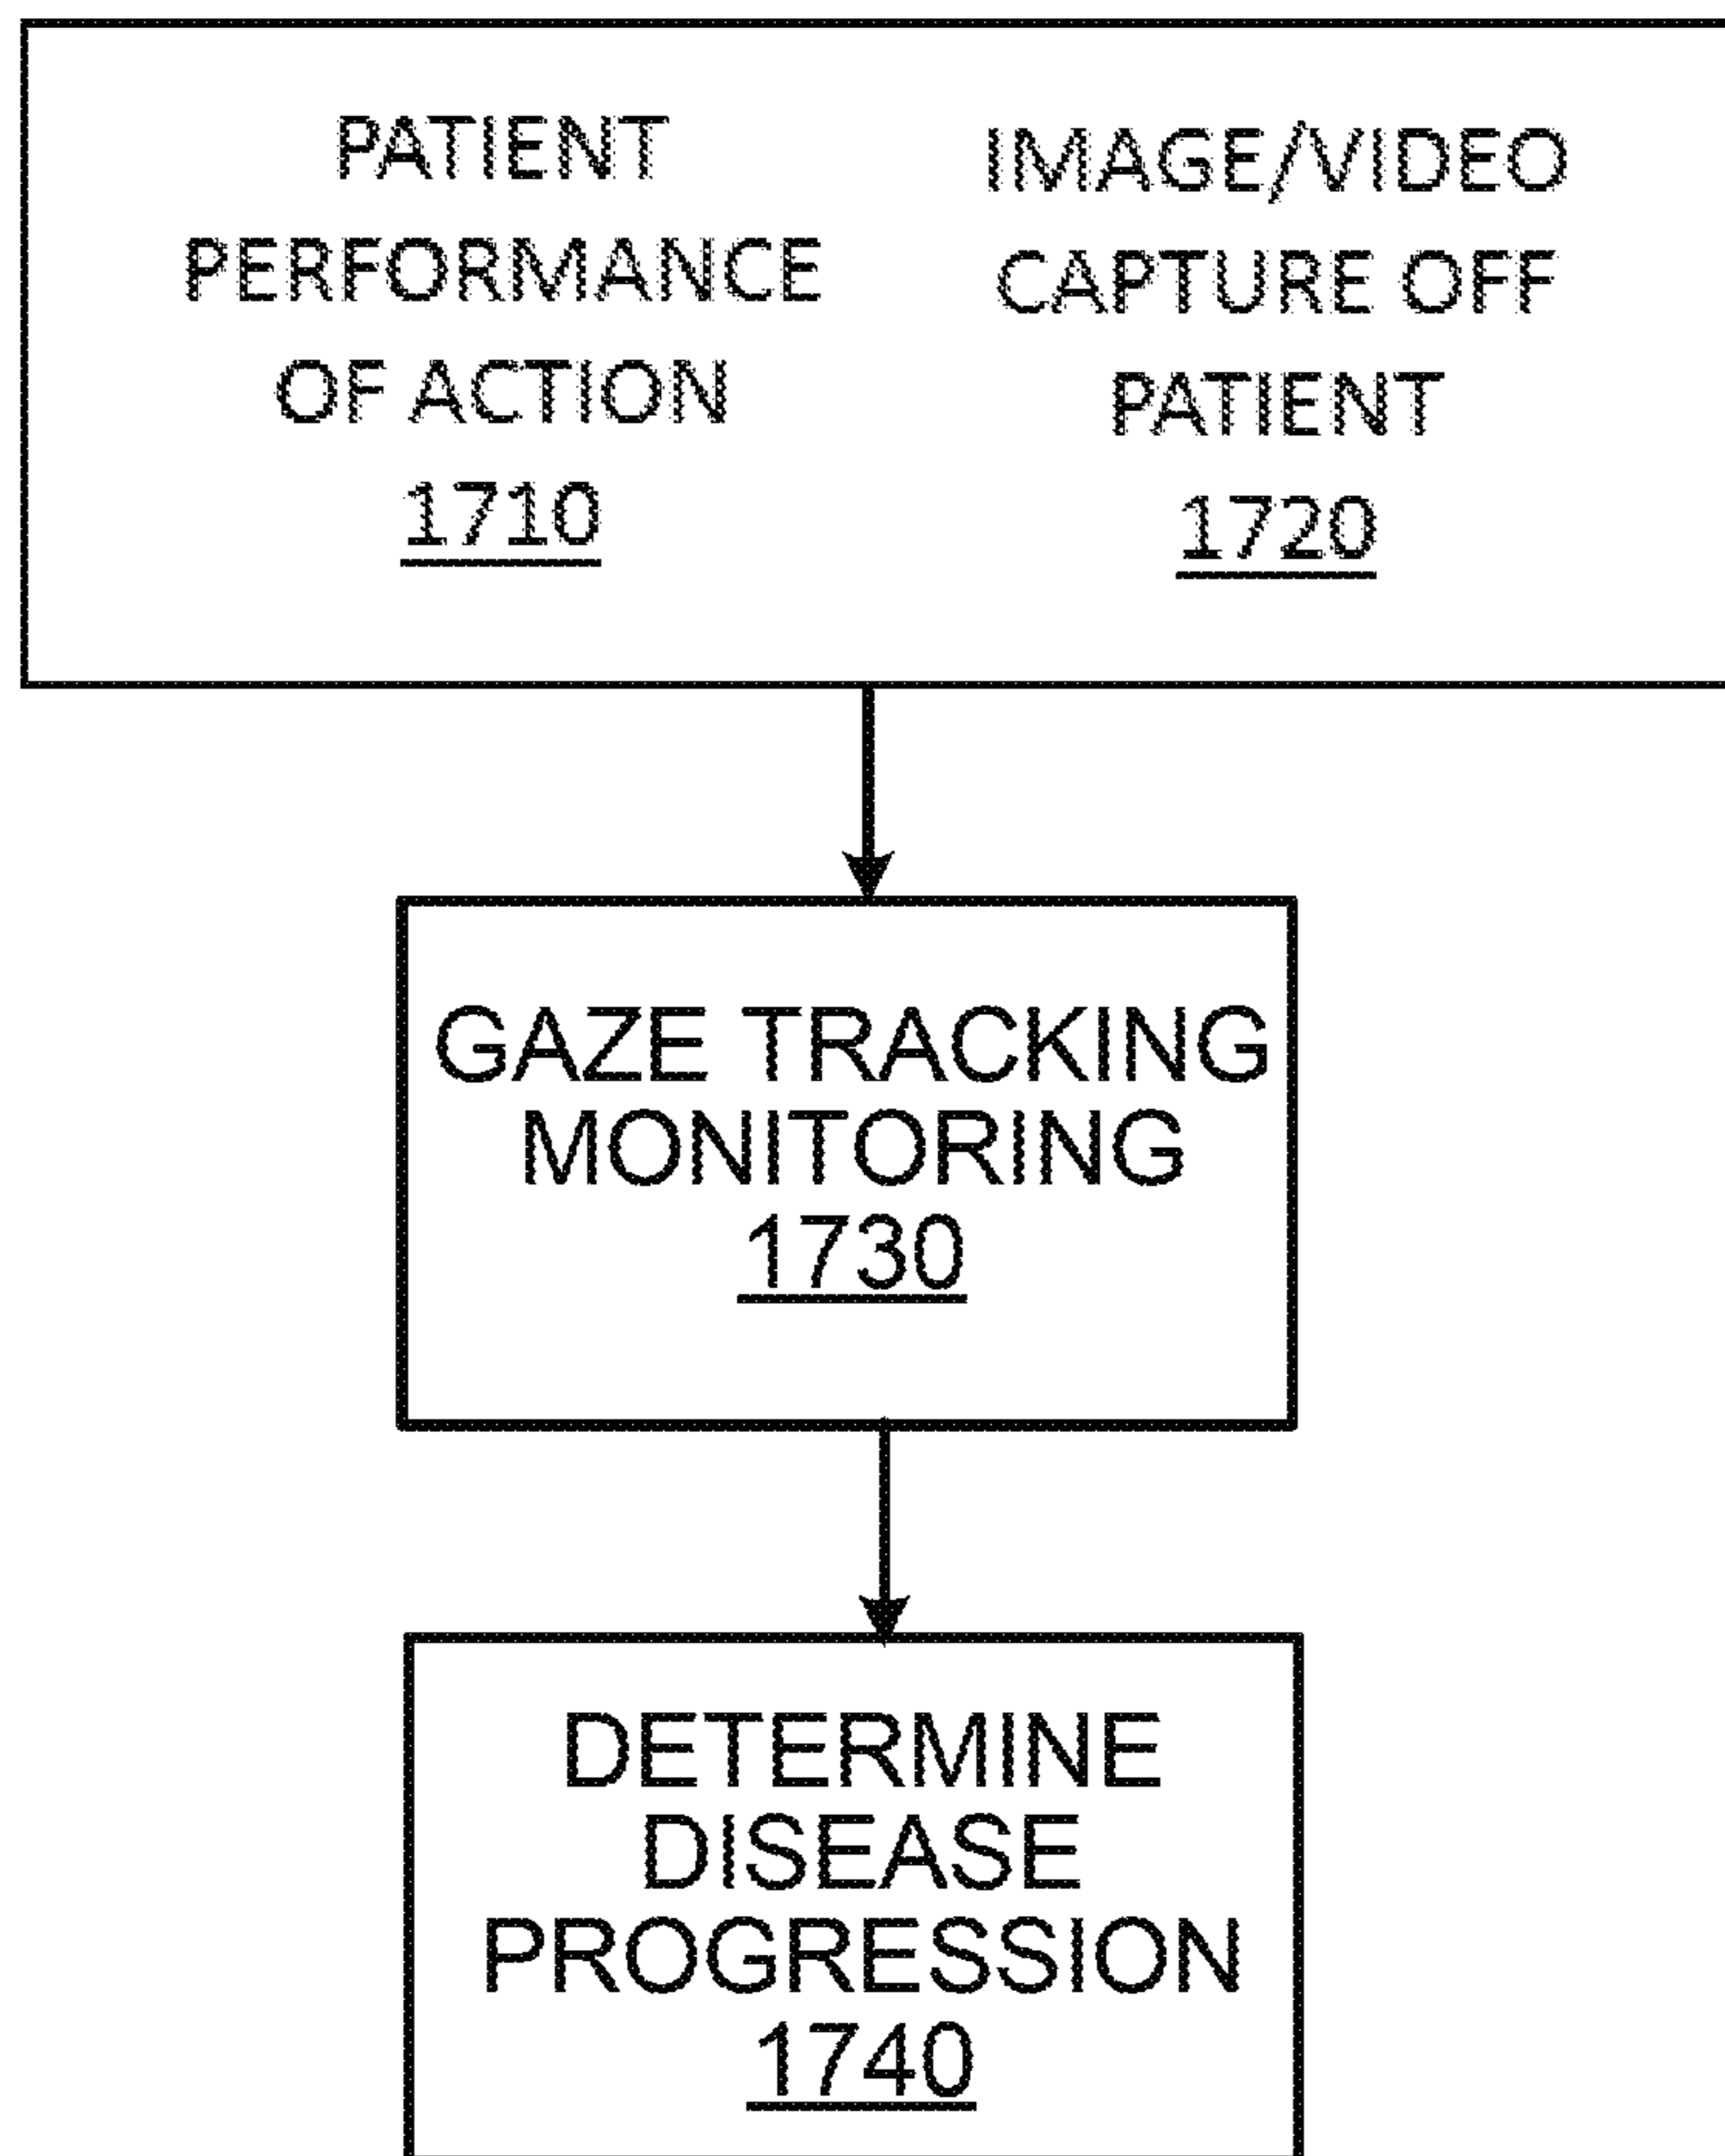 PATIENT
PERFORMANCE
OF ACTION
1710
IMAGE/VIDEO
CAPTURE OFF
PATIENT
1720
GAZE TRACKING
MONITORING
1730
DETERMINE
DISEASE
PROGRESSION
1740